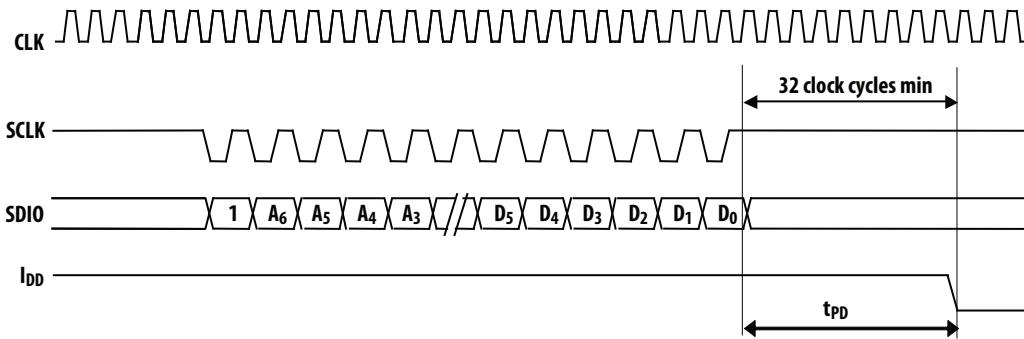 CLK
32 clock cycles min
SCLK
SDIO 1 A6 A5 A4 A3 // D5 D4 D3 D2 D1 D0
IDD
tPD